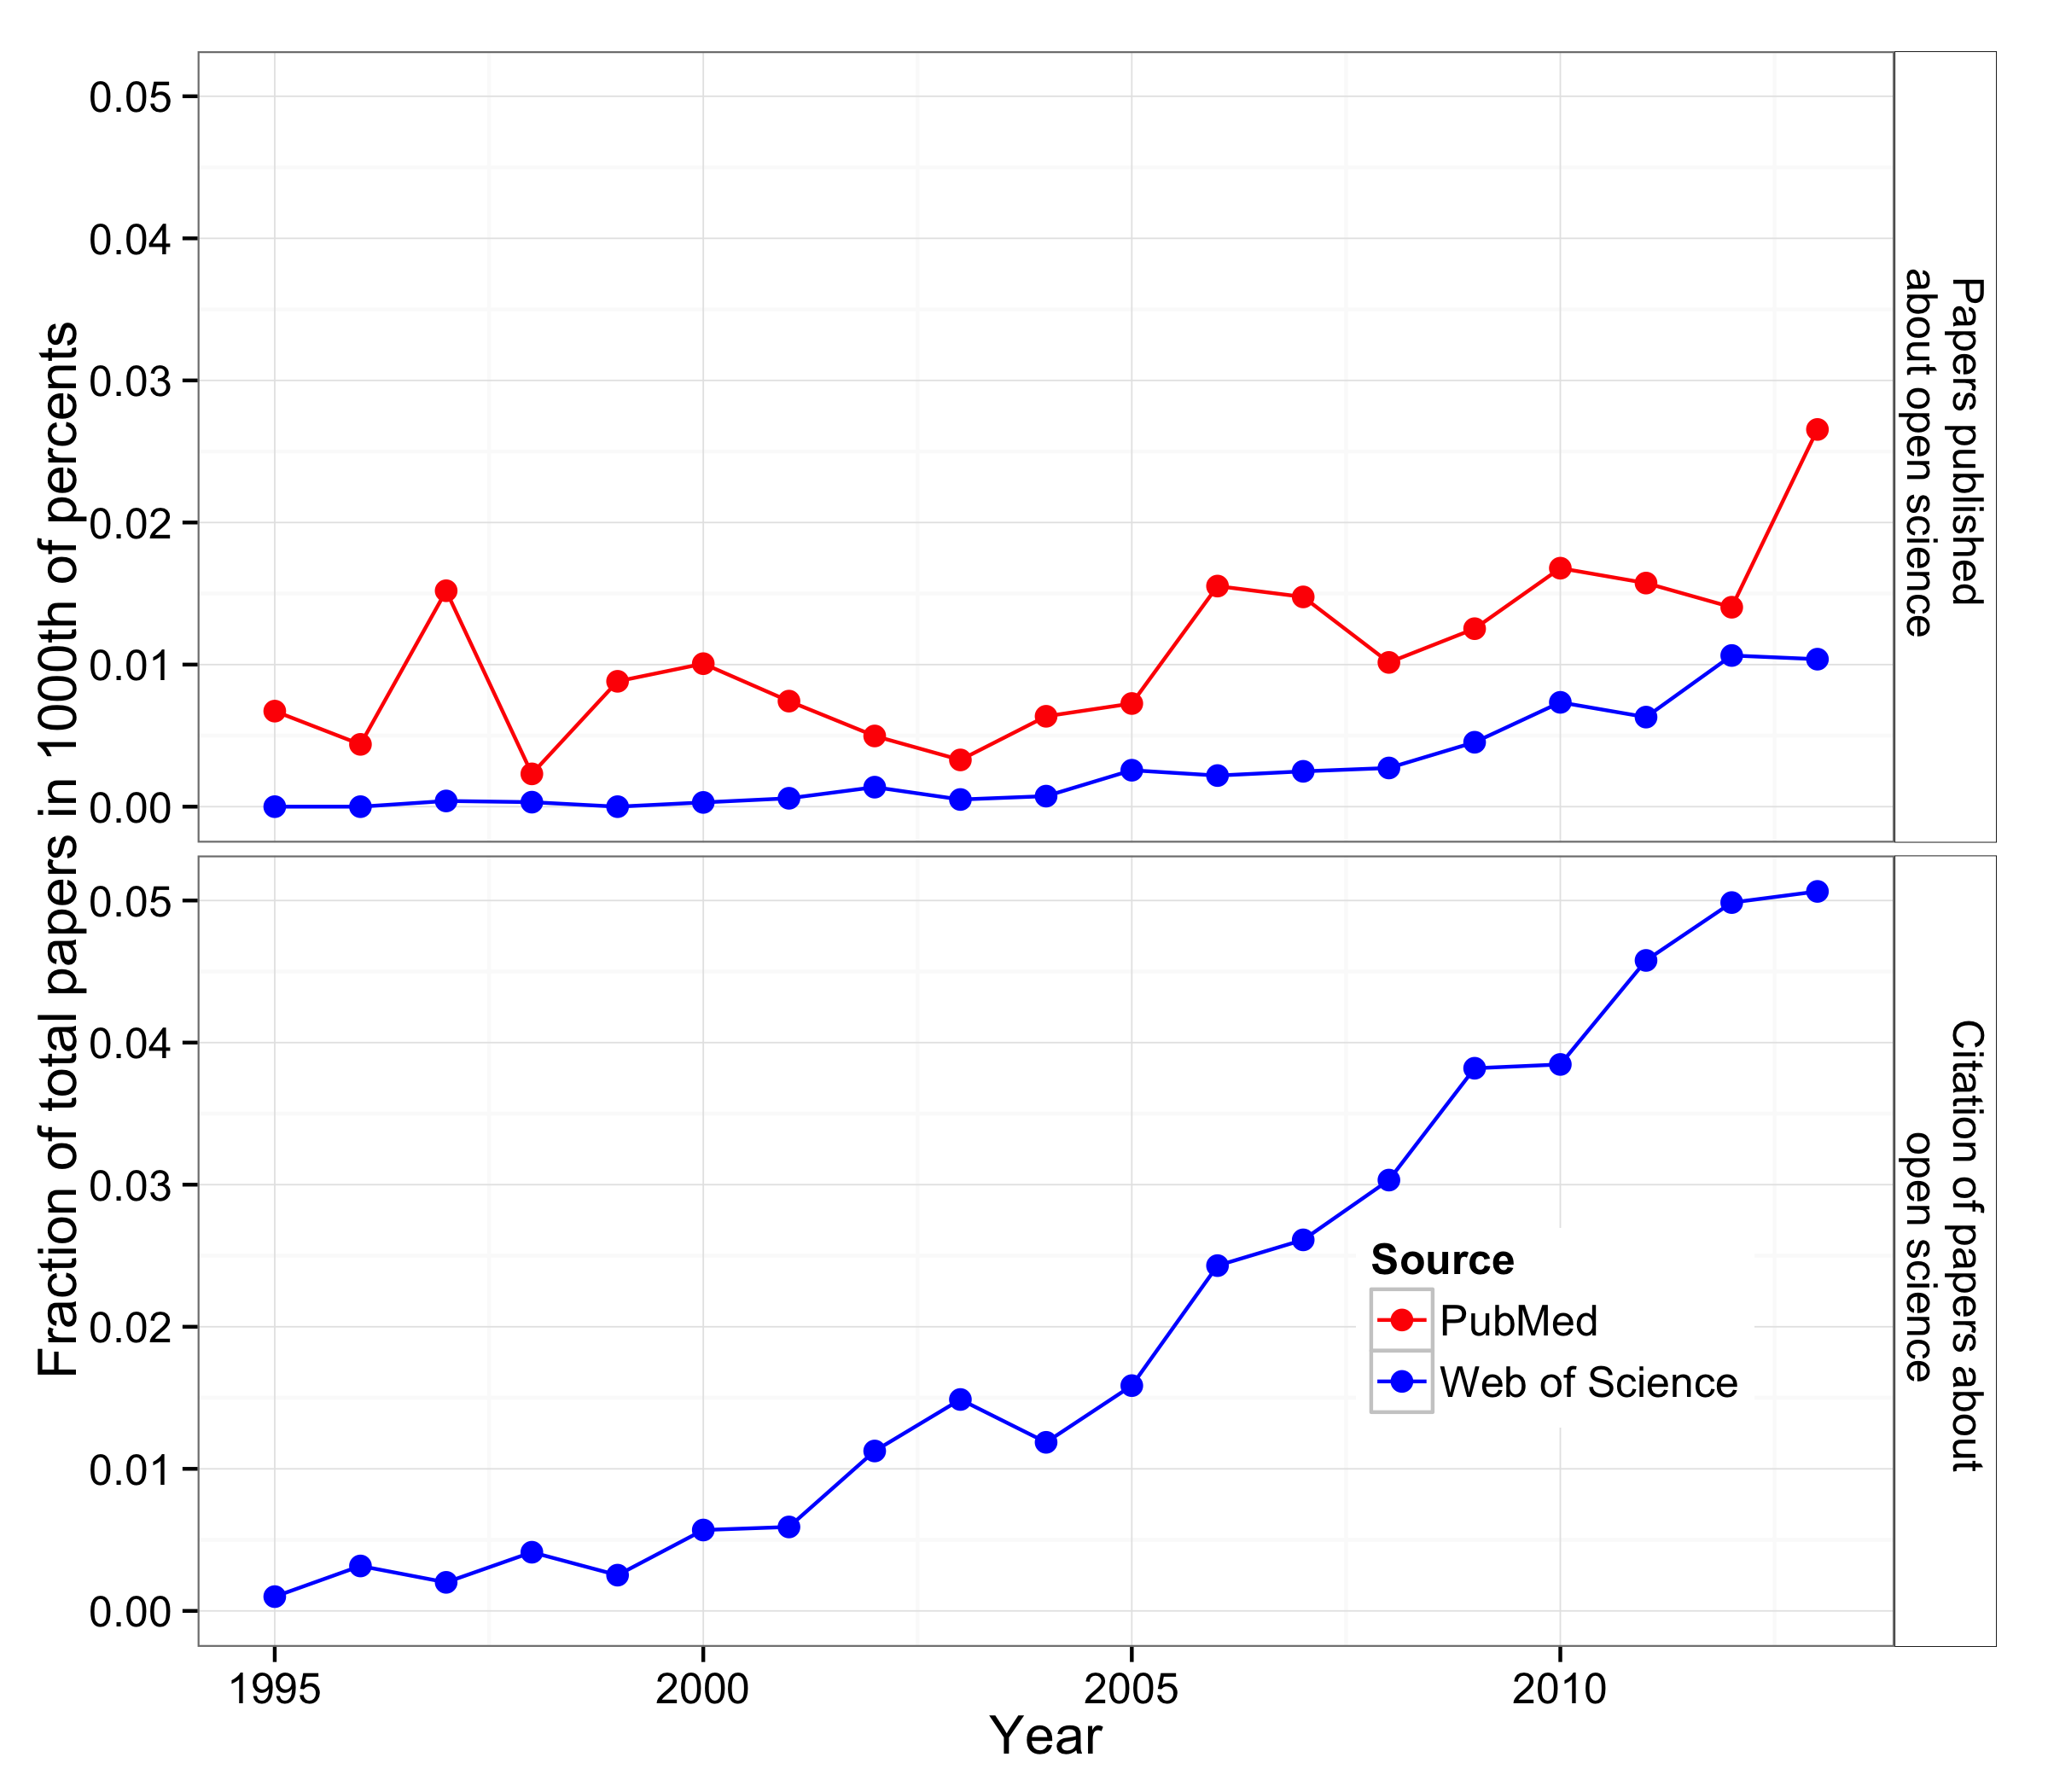 Fraction of total papers in 1000th of percents
0.05
0.04
0.03
0.02
0.01
0.00
Papers published
about open science
0.05
0.04
0.03
0.02
0.01
0.00
Citation of papers about
open science
Source
PubMed
Web of Science
1995
2000
2005
2010
Year